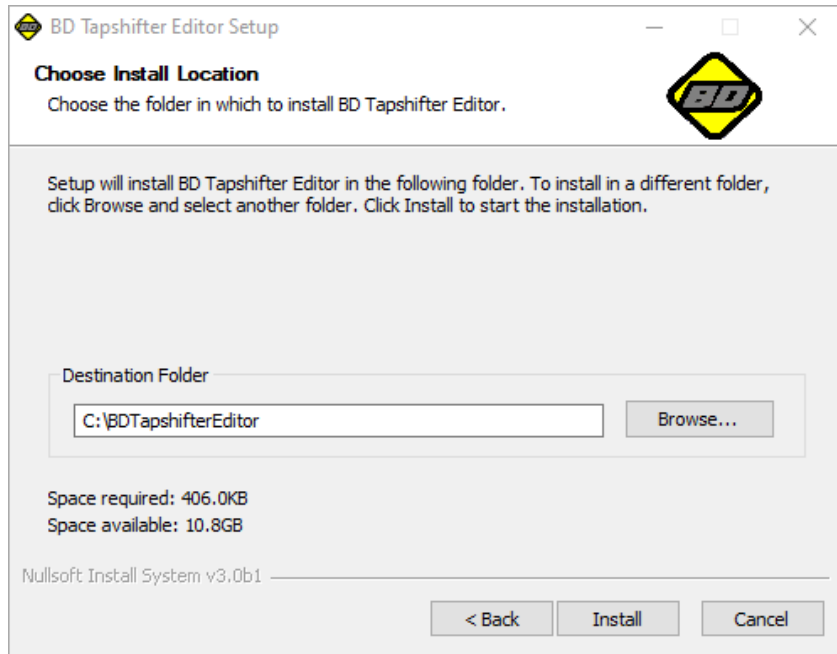 BD Tapshifter Editor Setup
Choose Install Location
Choose the folder in which to install BD Tapshifter Editor.
BD
Setup will install BD Tapshifter Editor in the following folder. To install in a different folder,
click Browse and select another folder. Click Install to start the installation.
Destination Folder
C:\BDTapshifterEditor
Browse...
Space required: 406.0KB
Space available: 10.8GB
Nullsoft Install System v3.0b1
< Back
Install
Cancel